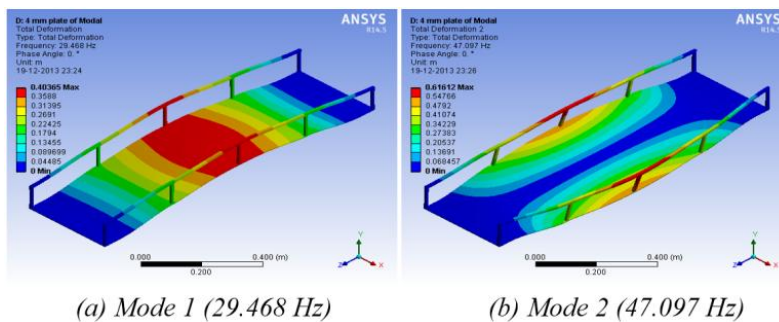 D: 4 mm plate of Modal
Total Deformation
Type: Total Deformation
Frequency: 29.468 Hz
Phase Angle: 0. °
Unit: m
19-12-2013 23:24
0.40365 Max
0.3588
0.31395
0.2691
0.22425
0.1794
0.13455
0.089699
0.04485
0 Min
ANSYS
R14.5
0.000
0.400 (m)
0.200
Y
Z
X
D: 4 mm plate of Modal
Total Deformation 2
Type: Total Deformation
Frequency: 47.097 Hz
Phase Angle: 0. °
Unit: m
19-12-2013 23:26
0.61612 Max
0.54766
0.4792
0.41074
0.34229
0.27383
0.20537
0.13691
0.068457
0 Min
ANSYS
R14.5
0.000
0.400 (m)
0.200
Y
Z
X
(a) Mode 1 (29.468 Hz)
(b) Mode 2 (47.097 Hz)